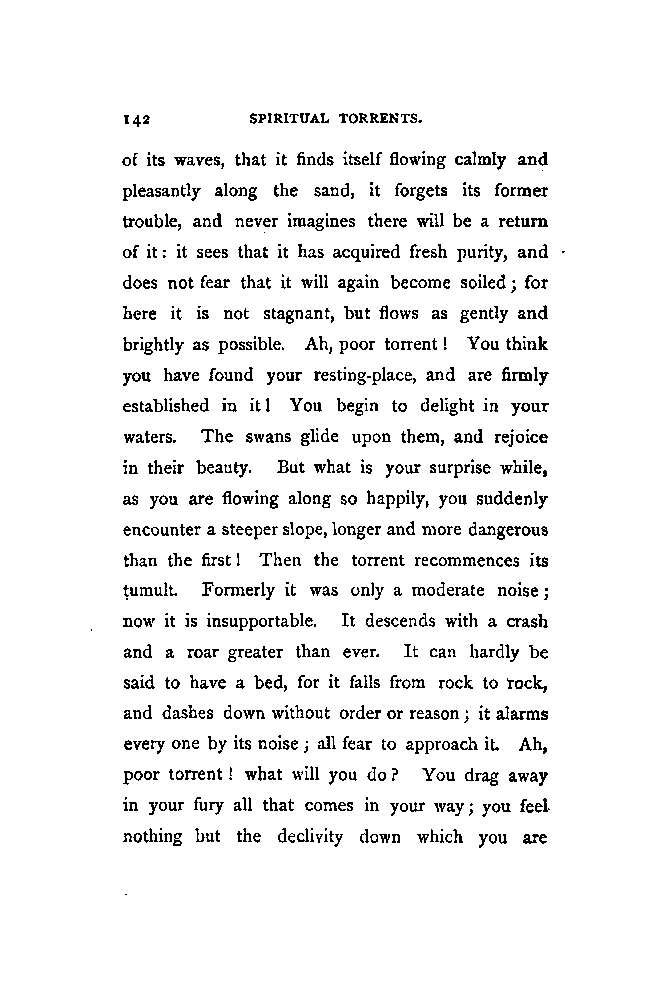 142 SPIRITUAL TORRENTS.
of its waves, that it finds itself flowing calmly and
pleasantly along the sand, it forgets its former
trouble, and never imagines there will be a return
of it : it sees that it has acquired fresh purity, and
does not fear that it will again become soiled ; for
here it is not stagnant, but flows as gently and
brightly as possible. Ah, poor torrent ! You think
you have found your resting-place, and are firmly
established in it ! You begin to delight in your
waters. The swans glide upon them, and rejoice
in their beauty. But what is your surprise while,
as you are flowing along so happily, you suddenly
encounter a steeper slope, longer and more dangerous
than the first ! Then the torrent recommences its
tumult. Formerly it was only a moderate noise ;
now it is insupportable. It descends with a crash
and a roar greater than ever. It can hardly be
said to have a bed, for it falls from rock to rock,
and dashes down without order or reason ; it alarms
every one by its noise ; all fear to approach it. Ah,
poor torrent ! what will you do ? You drag away
in your fury all that comes in your way ; you feel
nothing but the declivity down which you are